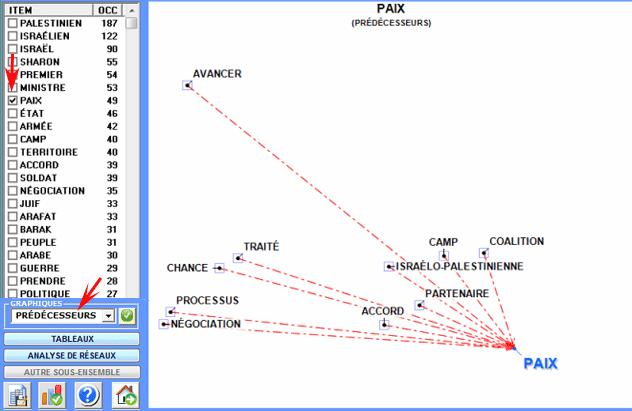 ITEM OCC
PALESTINIEN 187
ISRAÉLIEN 122
ISRAËL 90
SHARON 55
PREMIER 54
MINISTRE 53
PAIX 49
ÉTAT 46
ARMÉE 42
CAMP 40
TERRITOIRE 40
ACCORD 39
SOLDAT 39
NÉGOCIATION 35
JUIF 33
ARAFAT 33
BARAK 31
PEUPLE 31
ARABE 30
GUERRE 29
PRENDRE 28
POLITIQUE 27
GRAPHIQUES
PRÉDÉCESSEURS
TABLEAUX
ANALYSE DE RÉSEAUX
AUTRE SOUS-ENSEMBLE
PAIX
(PRÉDÉCESSEURS)
AVANCER
TRAITÉ
CHANCE
CAMP
COALITION
ISRAÉLO-PALESTINIENNE
PROCESSUS
PARTENAIRE
NÉGOCIATION
ACCORD
PAIX